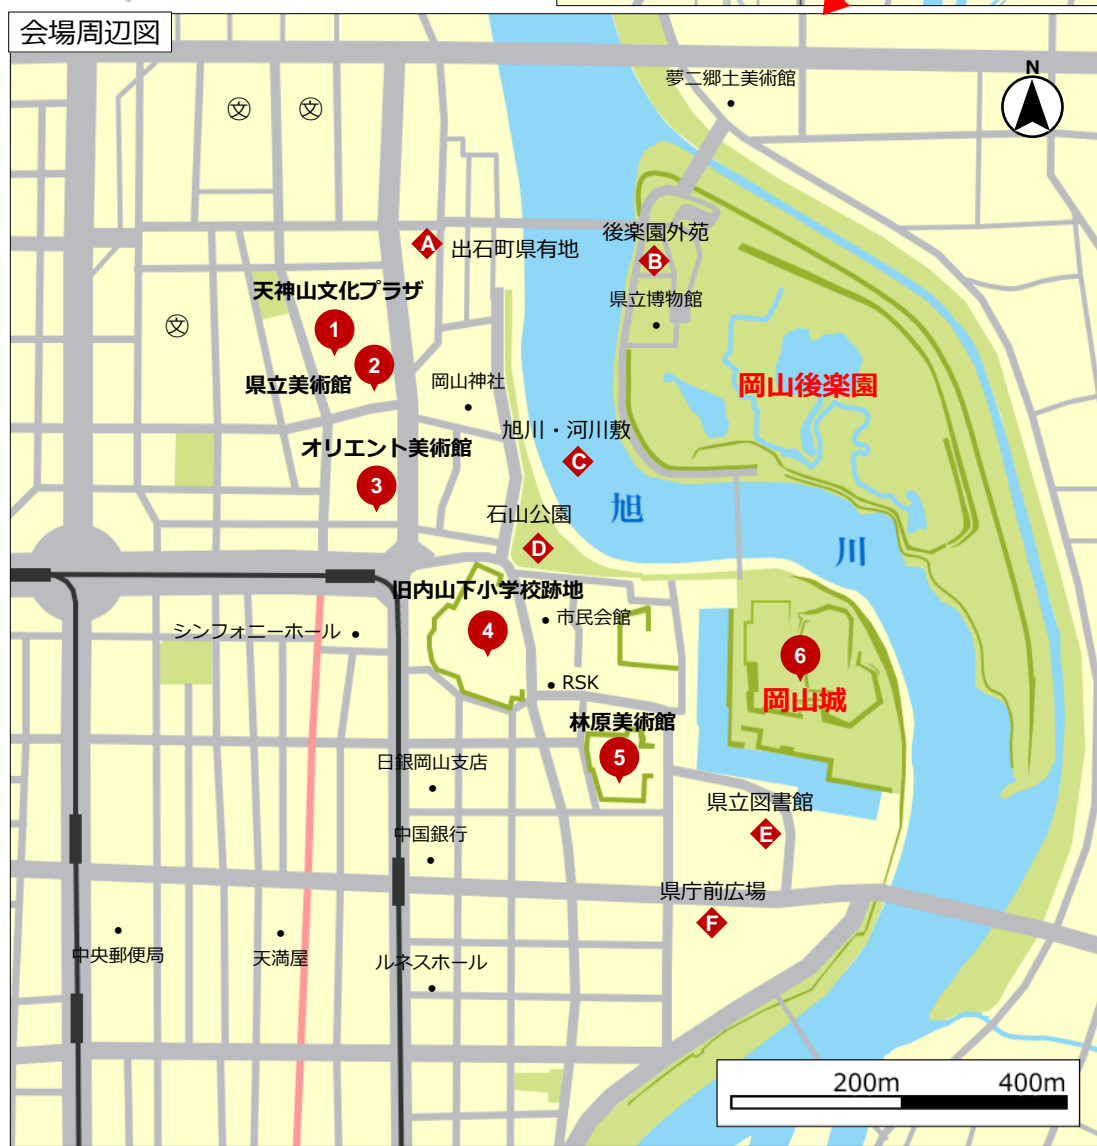 会場周辺図
N
夢二郷土美術館
文
文
A
出石町県有地
後楽園外苑
B
天神山文化プラザ
1
県立博物館
文
2
県立美術館
岡山神社
岡山後楽園
旭川・河川敷
C
オリエント美術館
3
旭
石山公園
D
川
旧内山下小学校跡地
4
市民会館
シンフォニーホール
6
岡山城
RSK
林原美術館
5
日銀岡山支店
県立図書館
E
中国銀行
県庁前広場
F
中央郵便局
天満屋
ルネスホール
200m
400m